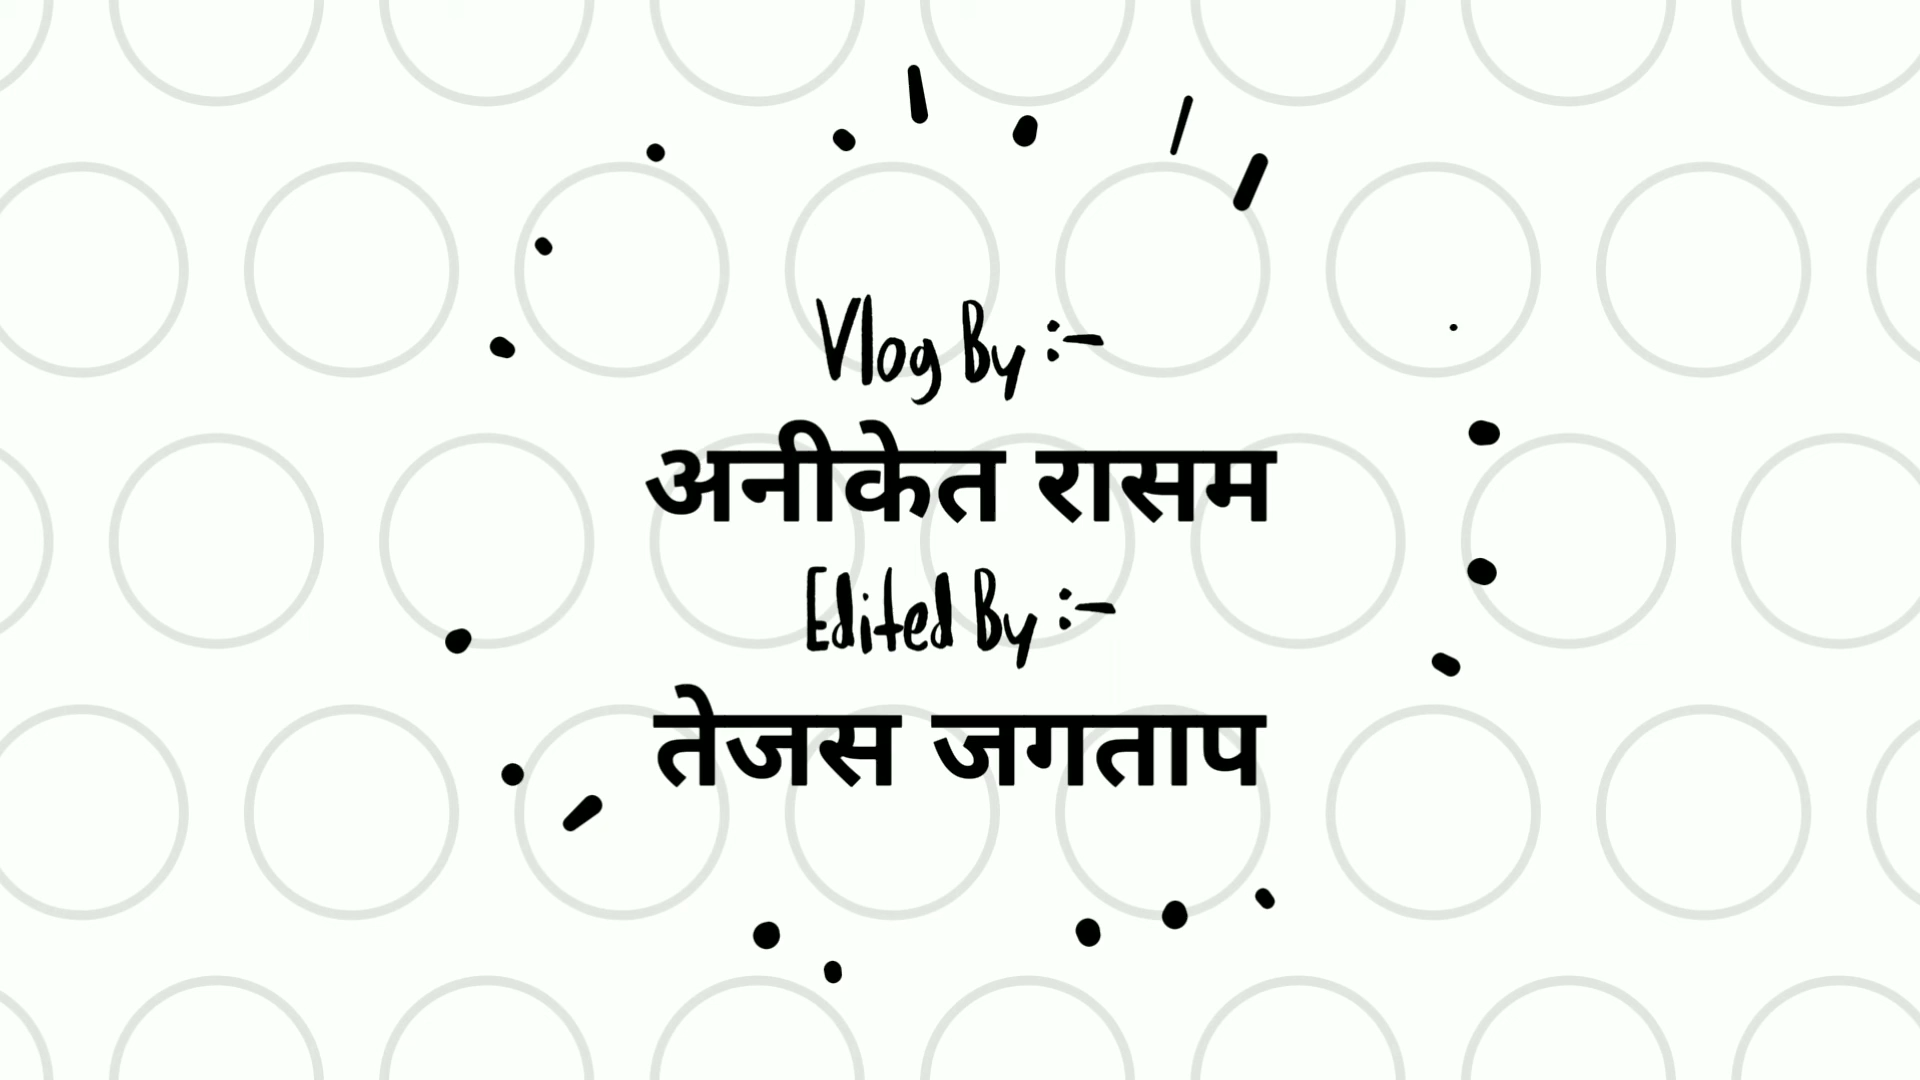 Vlog By :-
अनीकेत रासम
Edited By :-
तेजस जगताप